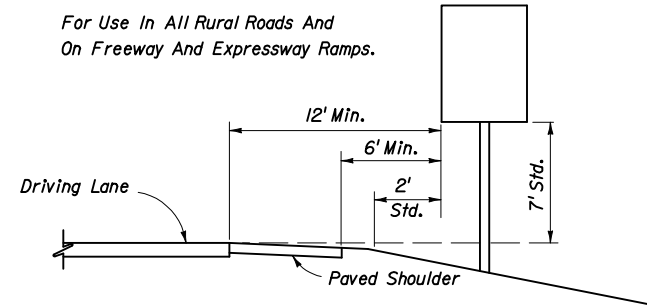 For Use In All Rural Roads And
On Freeway And Expressway Ramps.
12' Min.
6' Min.
2'
Std.
7' Std.
Driving Lane
Paved Shoulder